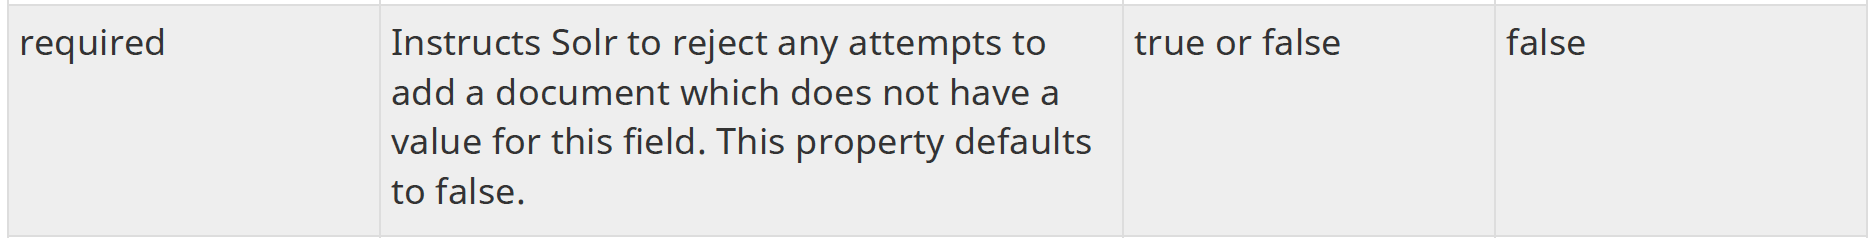 required
Instructs Solr to reject any attempts to
add a document which does not have a
value for this field. This property defaults
to false.
true or false
false